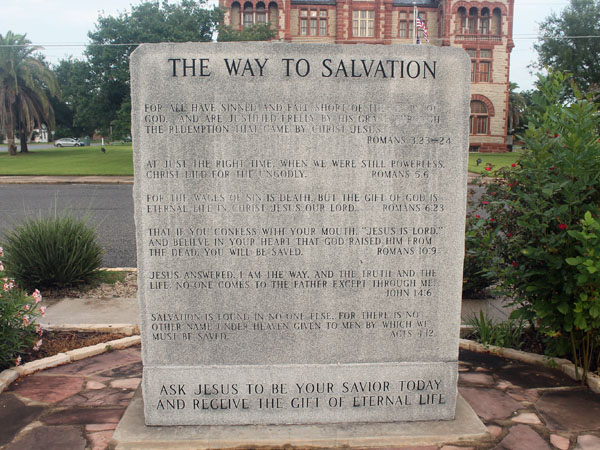 THE WAY TO SALVATION
FOR ALL HAVE SINNED AND FALL SHORT OF THE GLORY OF
GOD, AND ARE JUSTIFIED FREELY BY HIS GRACE THROUGH
THE REDEMPTION THAT CAME BY CHRIST JESUS.
ROMANS 3:23-24
AT JUST THE RIGHT TIME, WHEN WE WERE STILL POWERLESS,
CHRIST DIED FOR THE UNGODLY. ROMANS 5:6
FOR THE WAGES OF SIN IS DEATH, BUT THE GIFT OF GOD IS
ETERNAL LIFE IN CHRIST JESUS OUR LORD. ROMANS 6:23
THAT IF YOU CONFESS WITH YOUR MOUTH, "JESUS IS LORD,"
AND BELIEVE IN YOUR HEART THAT GOD RAISED HIM FROM
THE DEAD, YOU WILL BE SAVED. ROMANS 10:9
JESUS ANSWERED, I AM THE WAY, AND THE TRUTH AND THE
LIFE. NO ONE COMES TO THE FATHER EXCEPT THROUGH ME.
JOHN 14:6
SALVATION IS FOUND IN NO ONE ELSE, FOR THERE IS NO
OTHER NAME UNDER HEAVEN GIVEN TO MEN BY WHICH WE
MUST BE SAVED. ACTS 4:12
ASK JESUS TO BE YOUR SAVIOR TODAY
AND RECEIVE THE GIFT OF ETERNAL LIFE